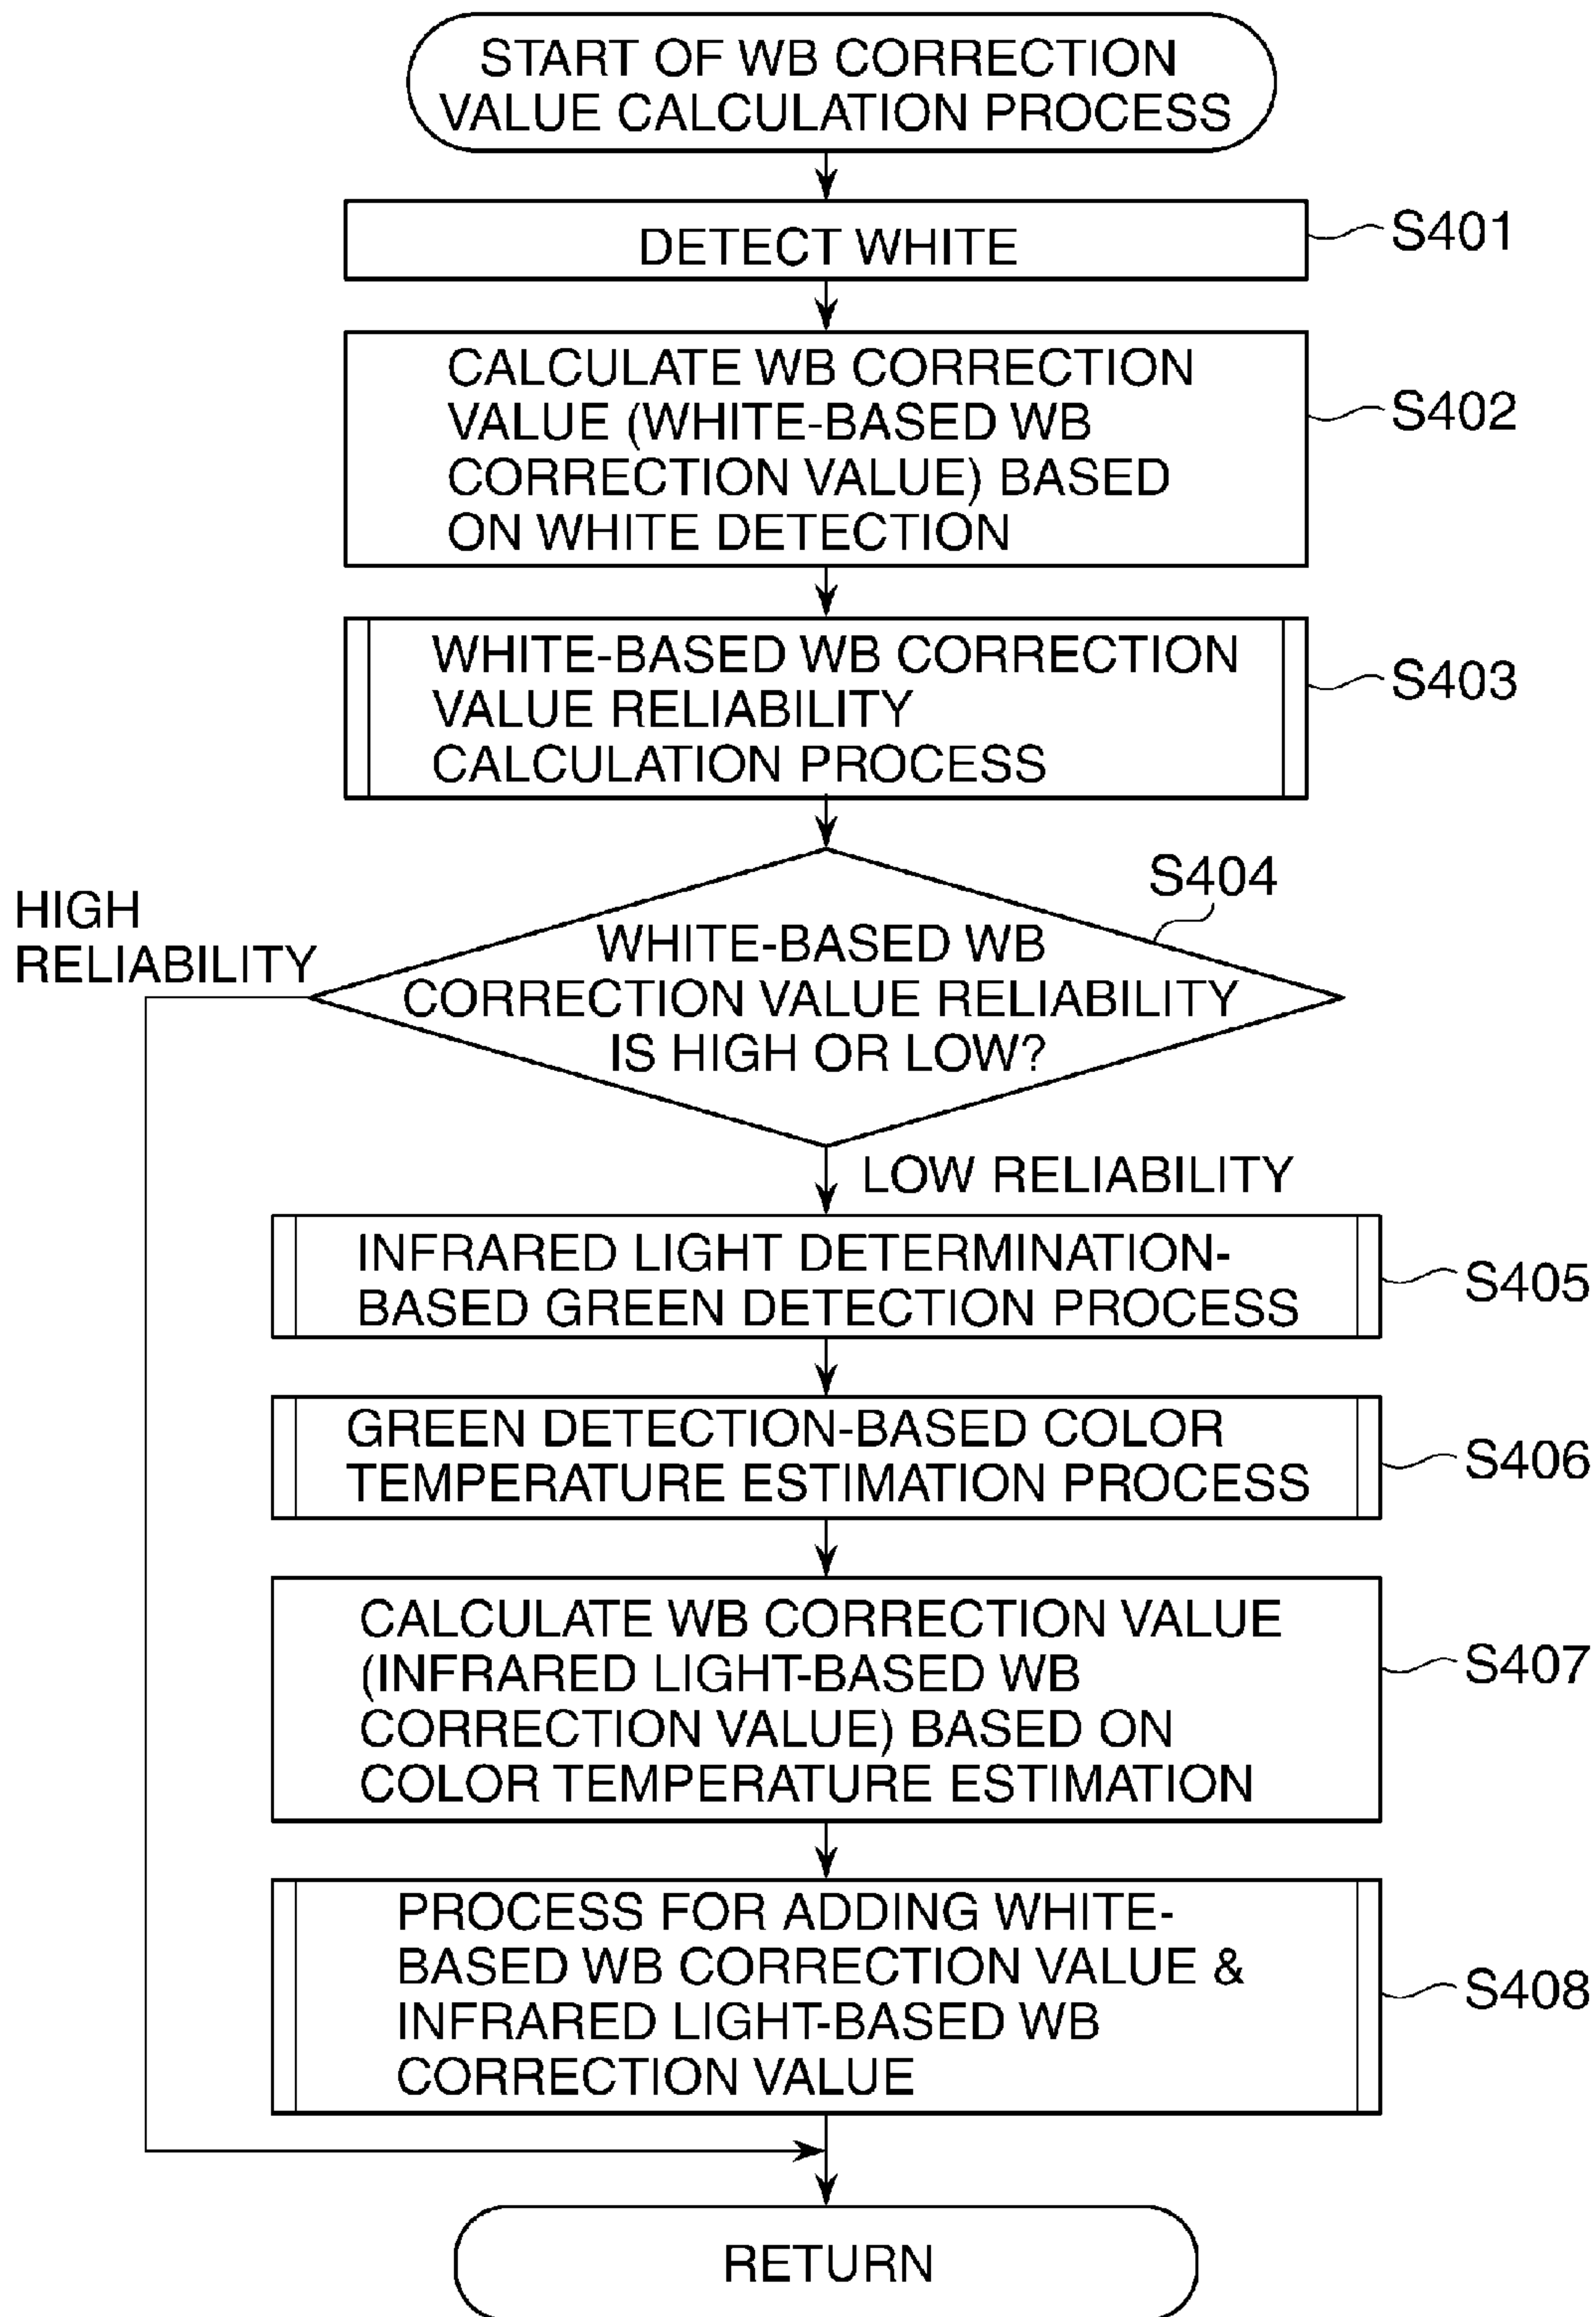 START OF WB CORRECTION
VALUE CALCULATION PROCESS
DETECT WHITE
S401
CALCULATE WB CORRECTION
VALUE (WHITE-BASED WB
CORRECTION VALUE) BASED
ON WHITE DETECTION
S402
WHITE-BASED WB CORRECTION
VALUE RELIABILITY
CALCULATION PROCESS
S403
S404
HIGH
RELIABILITY
WHITE-BASED WB
CORRECTION VALUE RELIABILITY
IS HIGH OR LOW?
LOW RELIABILITY
INFRARED LIGHT DETERMINATION-
BASED GREEN DETECTION PROCESS
S405
GREEN DETECTION-BASED COLOR
TEMPERATURE ESTIMATION PROCESS
S406
CALCULATE WB CORRECTION VALUE
(INFRARED LIGHT-BASED WB
CORRECTION VALUE) BASED ON
COLOR TEMPERATURE ESTIMATION
S407
PROCESS FOR ADDING WHITE-
BASED WB CORRECTION VALUE &
INFRARED LIGHT-BASED WB
CORRECTION VALUE
S408
RETURN